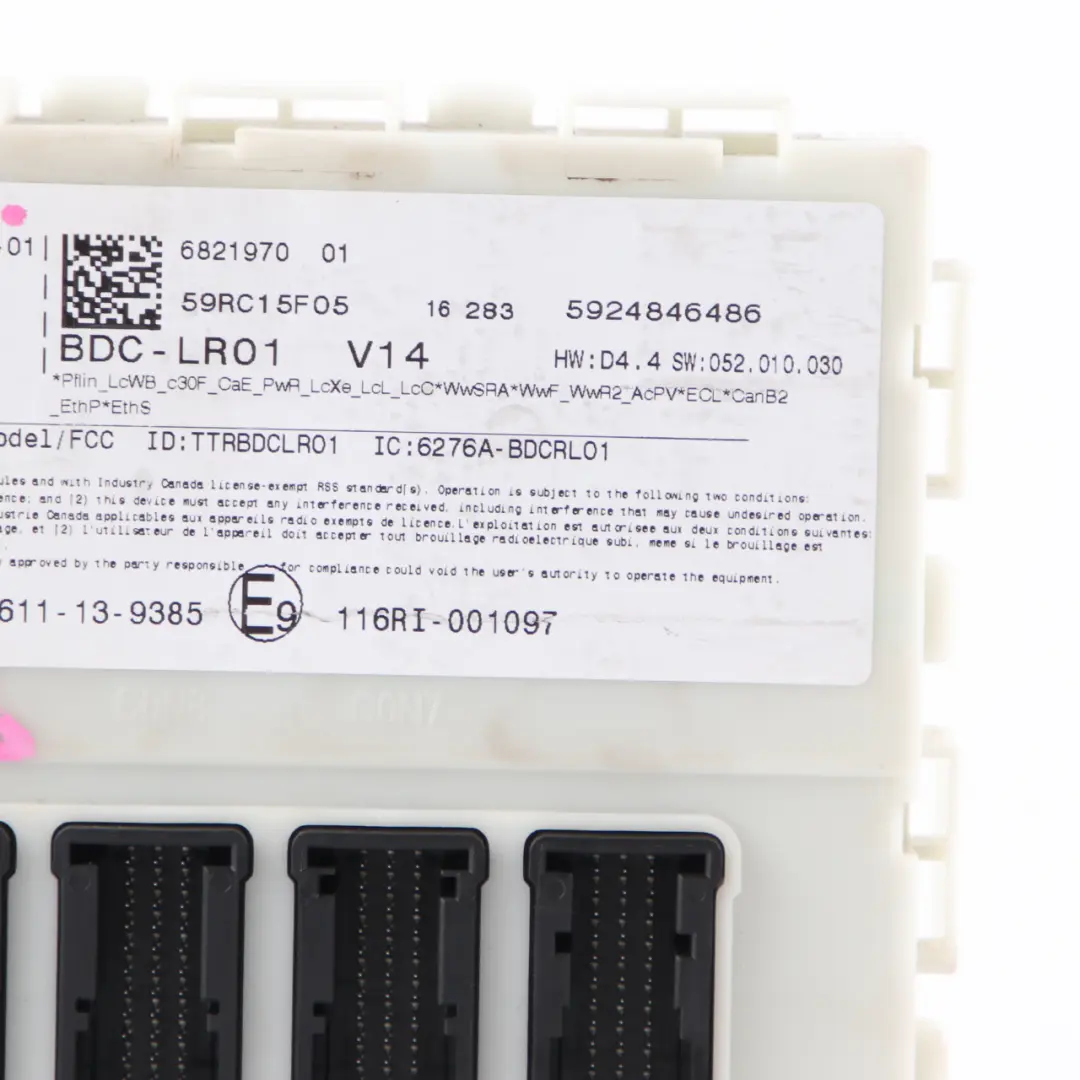 -01
6821970 01
59RC15F05 16 283 5924846486
BDC-LR01 V14 HW:D4.4 SW:052.010.030
*Pflin_LcWB_c30F_CaE_PwR_LcXe_LcL_LcC*WwSRA*WwF_WwR2_AcPV*ECL*CanB2
_EthP*EthS
odel/FCC ID:TTRBDCLR01 IC:6276A-BDCRL01
ules and with Industry Canada license-exempt RSS standard(s). Operation is subject to the following two conditions:
ence; and (2) this device must accept any interference received, including interference that may cause undesired operation.
ustrie Canada applicables aux appareils radio exempts de licence.L'exploitation est autorisee aux deux conditions suivantes:
age, et (2) l'utilisateur de l'appareil doit accepter tout brouillage radioelectrique subi, meme si le brouillage est
approved by the party responsible for compliance could void the user's autority to operate the equipment.
611-13-9385 E9 116RI-001097
CON7